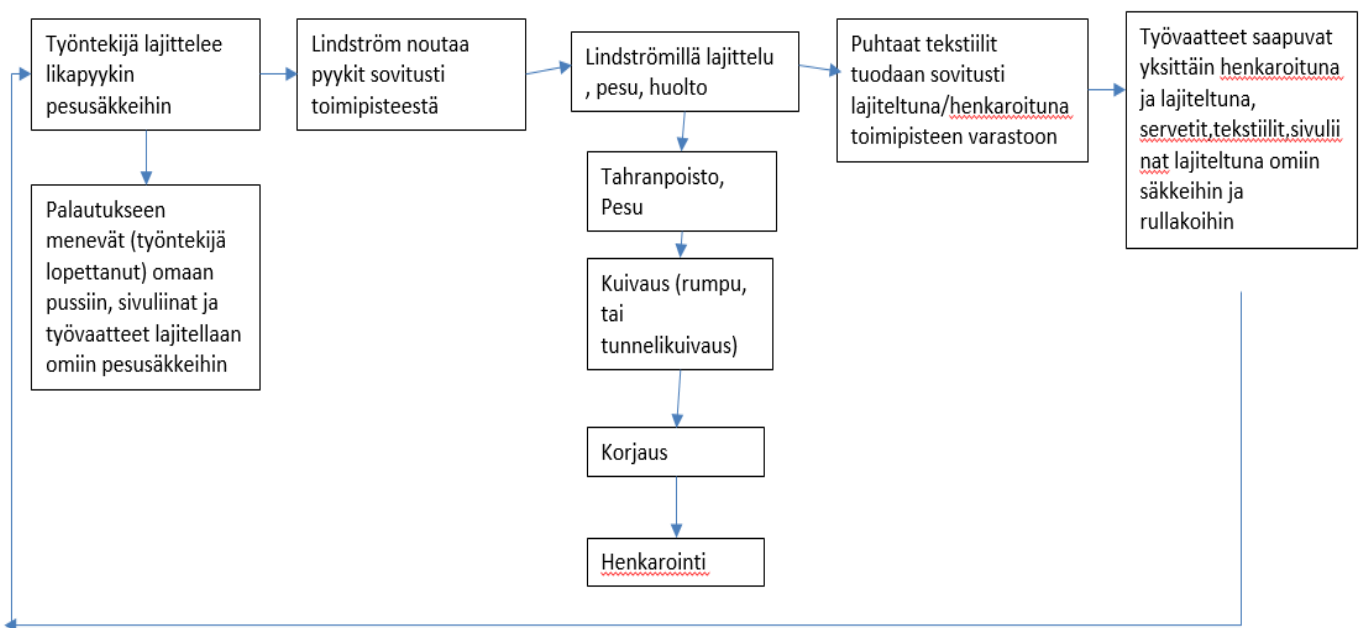 Työntekijä lajittelee
likapyykin
pesusäkkeihin
Lindström noutaa
pyykit sovitusti
toimipisteestä
Lindströmillä lajittelu
, pesu, huolto
Puhtaat tekstiilit
tuodaan sovitusti
lajiteltuna/henkaroituna
toimipisteen varastoon
Työvaatteet saapuvat
yksittäin henkaroituna
ja lajiteltuna,
servetit,tekstiilit,sivulii
nat lajiteltuna omiin
säkkeihin ja
rullakoihin
Palautukseen
menevät (työntekijä
lopettanut) omaan
pussiin, sivuliinat ja
työvaatteet lajitellaan
omiin pesusäkkeihin
Tahranpoisto,
Pesu
Kuivaus (rumpu,
tai
tunnelikuivaus)
Korjaus
Henkarointi